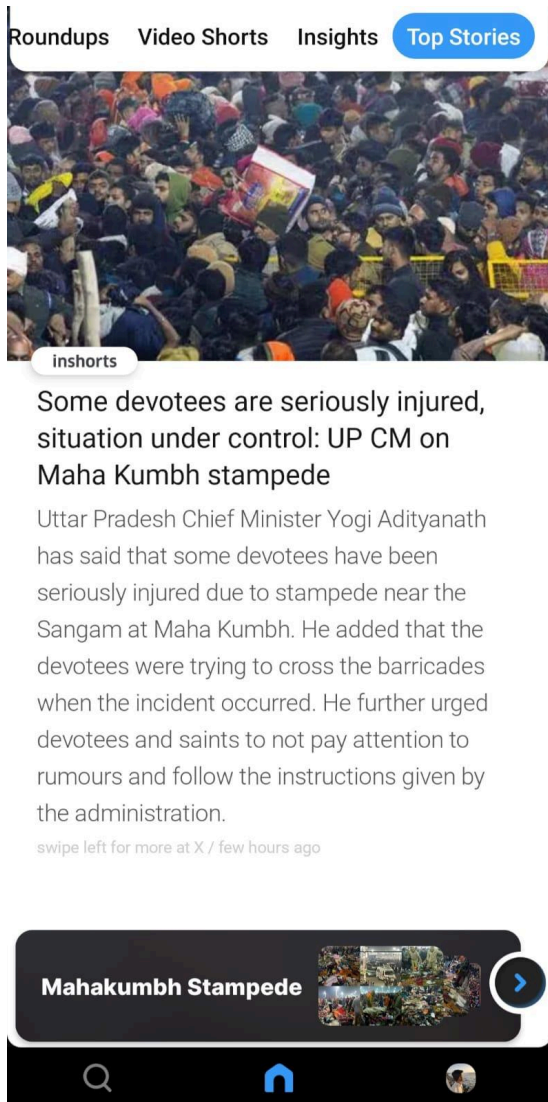 Roundups Video Shorts Insights Top Stories
inshorts
Some devotees are seriously injured,
situation under control: UP CM on
Maha Kumbh stampede
Uttar Pradesh Chief Minister Yogi Adityanath
has said that some devotees have been
seriously injured due to stampede near the
Sangam at Maha Kumbh. He added that the
devotees were trying to cross the barricades
when the incident occurred. He further urged
devotees and saints to not pay attention to
rumours and follow the instructions given by
the administration.
swipe left for more at X / few hours ago
Mahakumbh Stampede